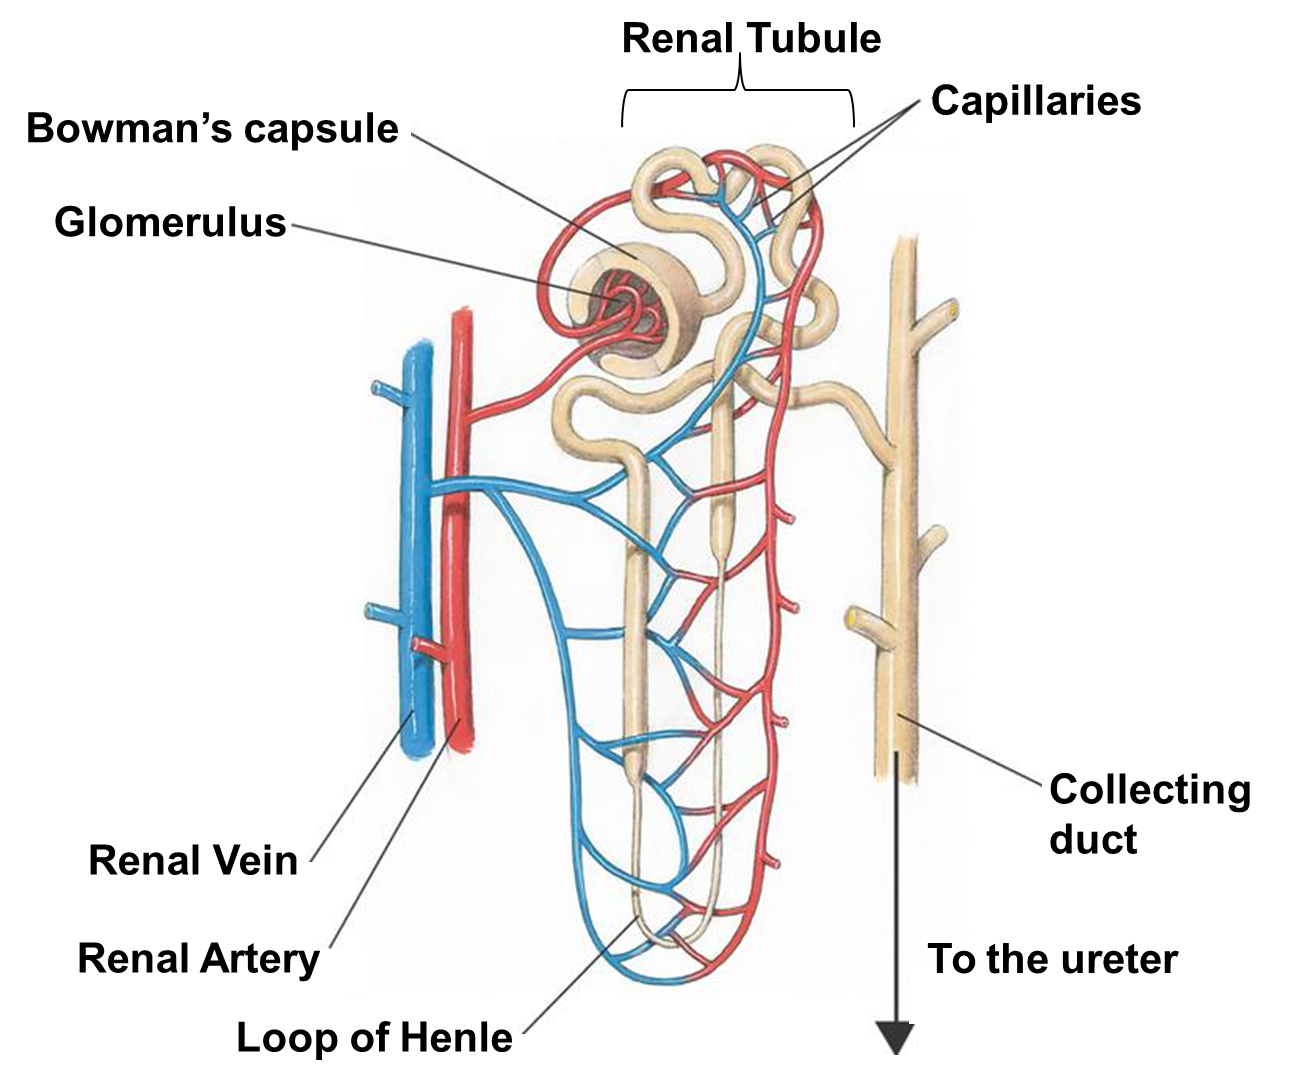 Renal Tubule
Capillaries
Bowman’s capsule
Glomerulus
Collecting
duct
Renal Vein
Renal Artery
To the ureter
Loop of Henle